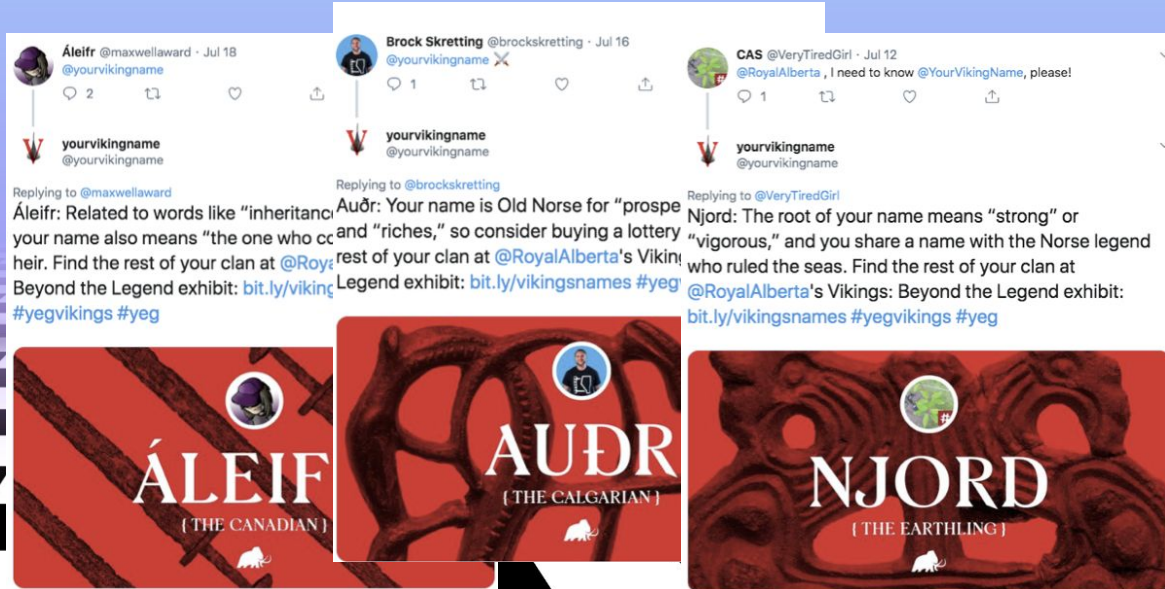 Áleifr @maxwellaward · Jul 18
@yourvikingname
2
yourvikingname
@yourvikingname
Replying to @maxwellaward
Áleifr: Related to words like “inheritance
your name also means “the one who
heir. Find the rest of your clan at
Beyond the Legend exhibit:
#yegvikings #yeg
ÁLEIF
{ THE CANADIAN }
Brock Skretting @brockskretting · Jul 16
@yourvikingname ⚔
1
yourvikingname
@yourvikingname
Replying to @brockskretting
Auðr: Your name is Old Norse for
and “riches,” so consider buying a lottery
rest of your clan at @RoyalAlberta's
Legend exhibit: bit.ly/vikingsnames #yeg
AUÐR
{ THE CALGARIAN }
CAS @VeryTiredGirl · Jul 12
@RoyalAlberta , I need to know @YourVikingName, please!
1
yourvikingname
@yourvikingname
Replying to @VeryTiredGirl
Njord: The root of your name means “strong” or
“vigorous,” and you share a name with the Norse legend
who ruled the seas. Find the rest of your clan at
@RoyalAlberta's Vikings: Beyond the Legend exhibit:
bit.ly/vikingsnames #yegvikings #yeg
#
NJORD
{ THE EARTHLING }